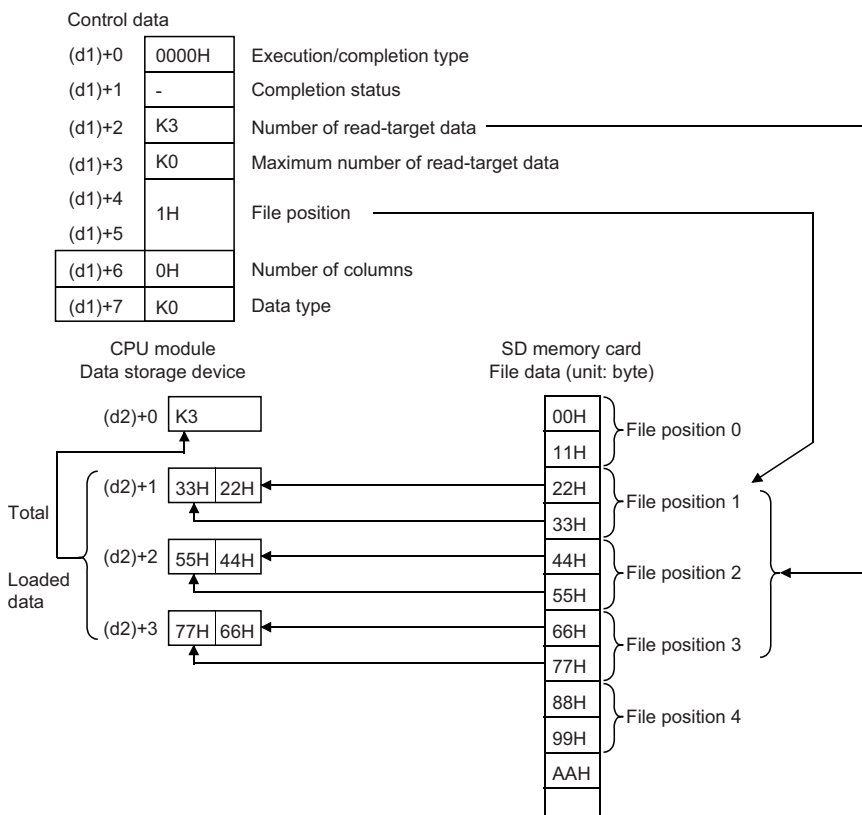 Control data
(d1)+0 0000H Execution/completion type
(d1)+1 - Completion status
(d1)+2 K3 Number of read-target data
(d1)+3 K0 Maximum number of read-target data
(d1)+4
1H File position
(d1)+5
(d1)+6 0H Number of columns
(d1)+7 K0 Data type
CPU module
Data storage device
SD memory card
File data (unit: byte)
(d2)+0 K3
00H
File position 0
11H
(d2)+1 33H 22H
22H
File position 1
33H
Total
(d2)+2 55H 44H
44H
File position 2
55H
Loaded
data
(d2)+3 77H 66H
66H
File position 3
77H
88H
File position 4
99H
AAH